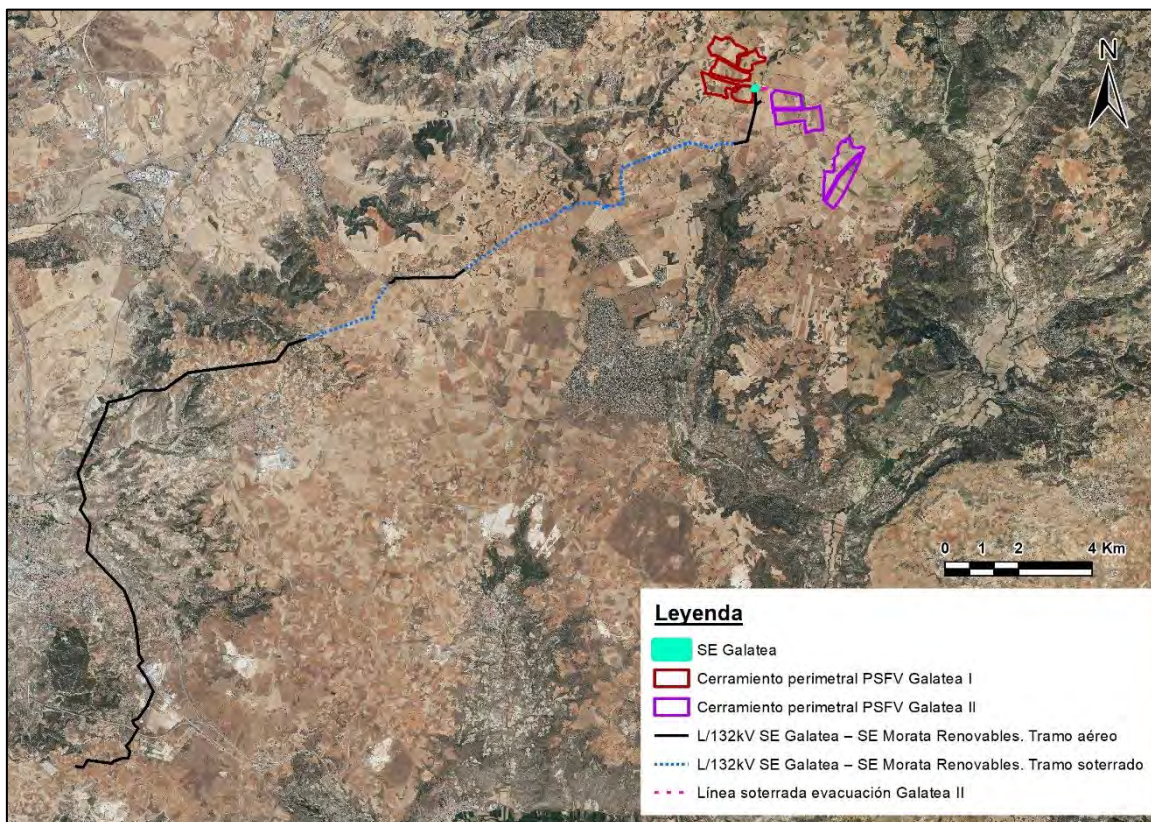 N
0 1 2 4 Km
Leyenda
SE Galatea
Cerramiento perimetral PSFV Galatea I
Cerramiento perimetral PSFV Galatea II
L/132kV SE Galatea – SE Morata Renovables. Tramo aéreo
L/132kV SE Galatea – SE Morata Renovables. Tramo soterrado
Línea soterrada evacuación Galatea II